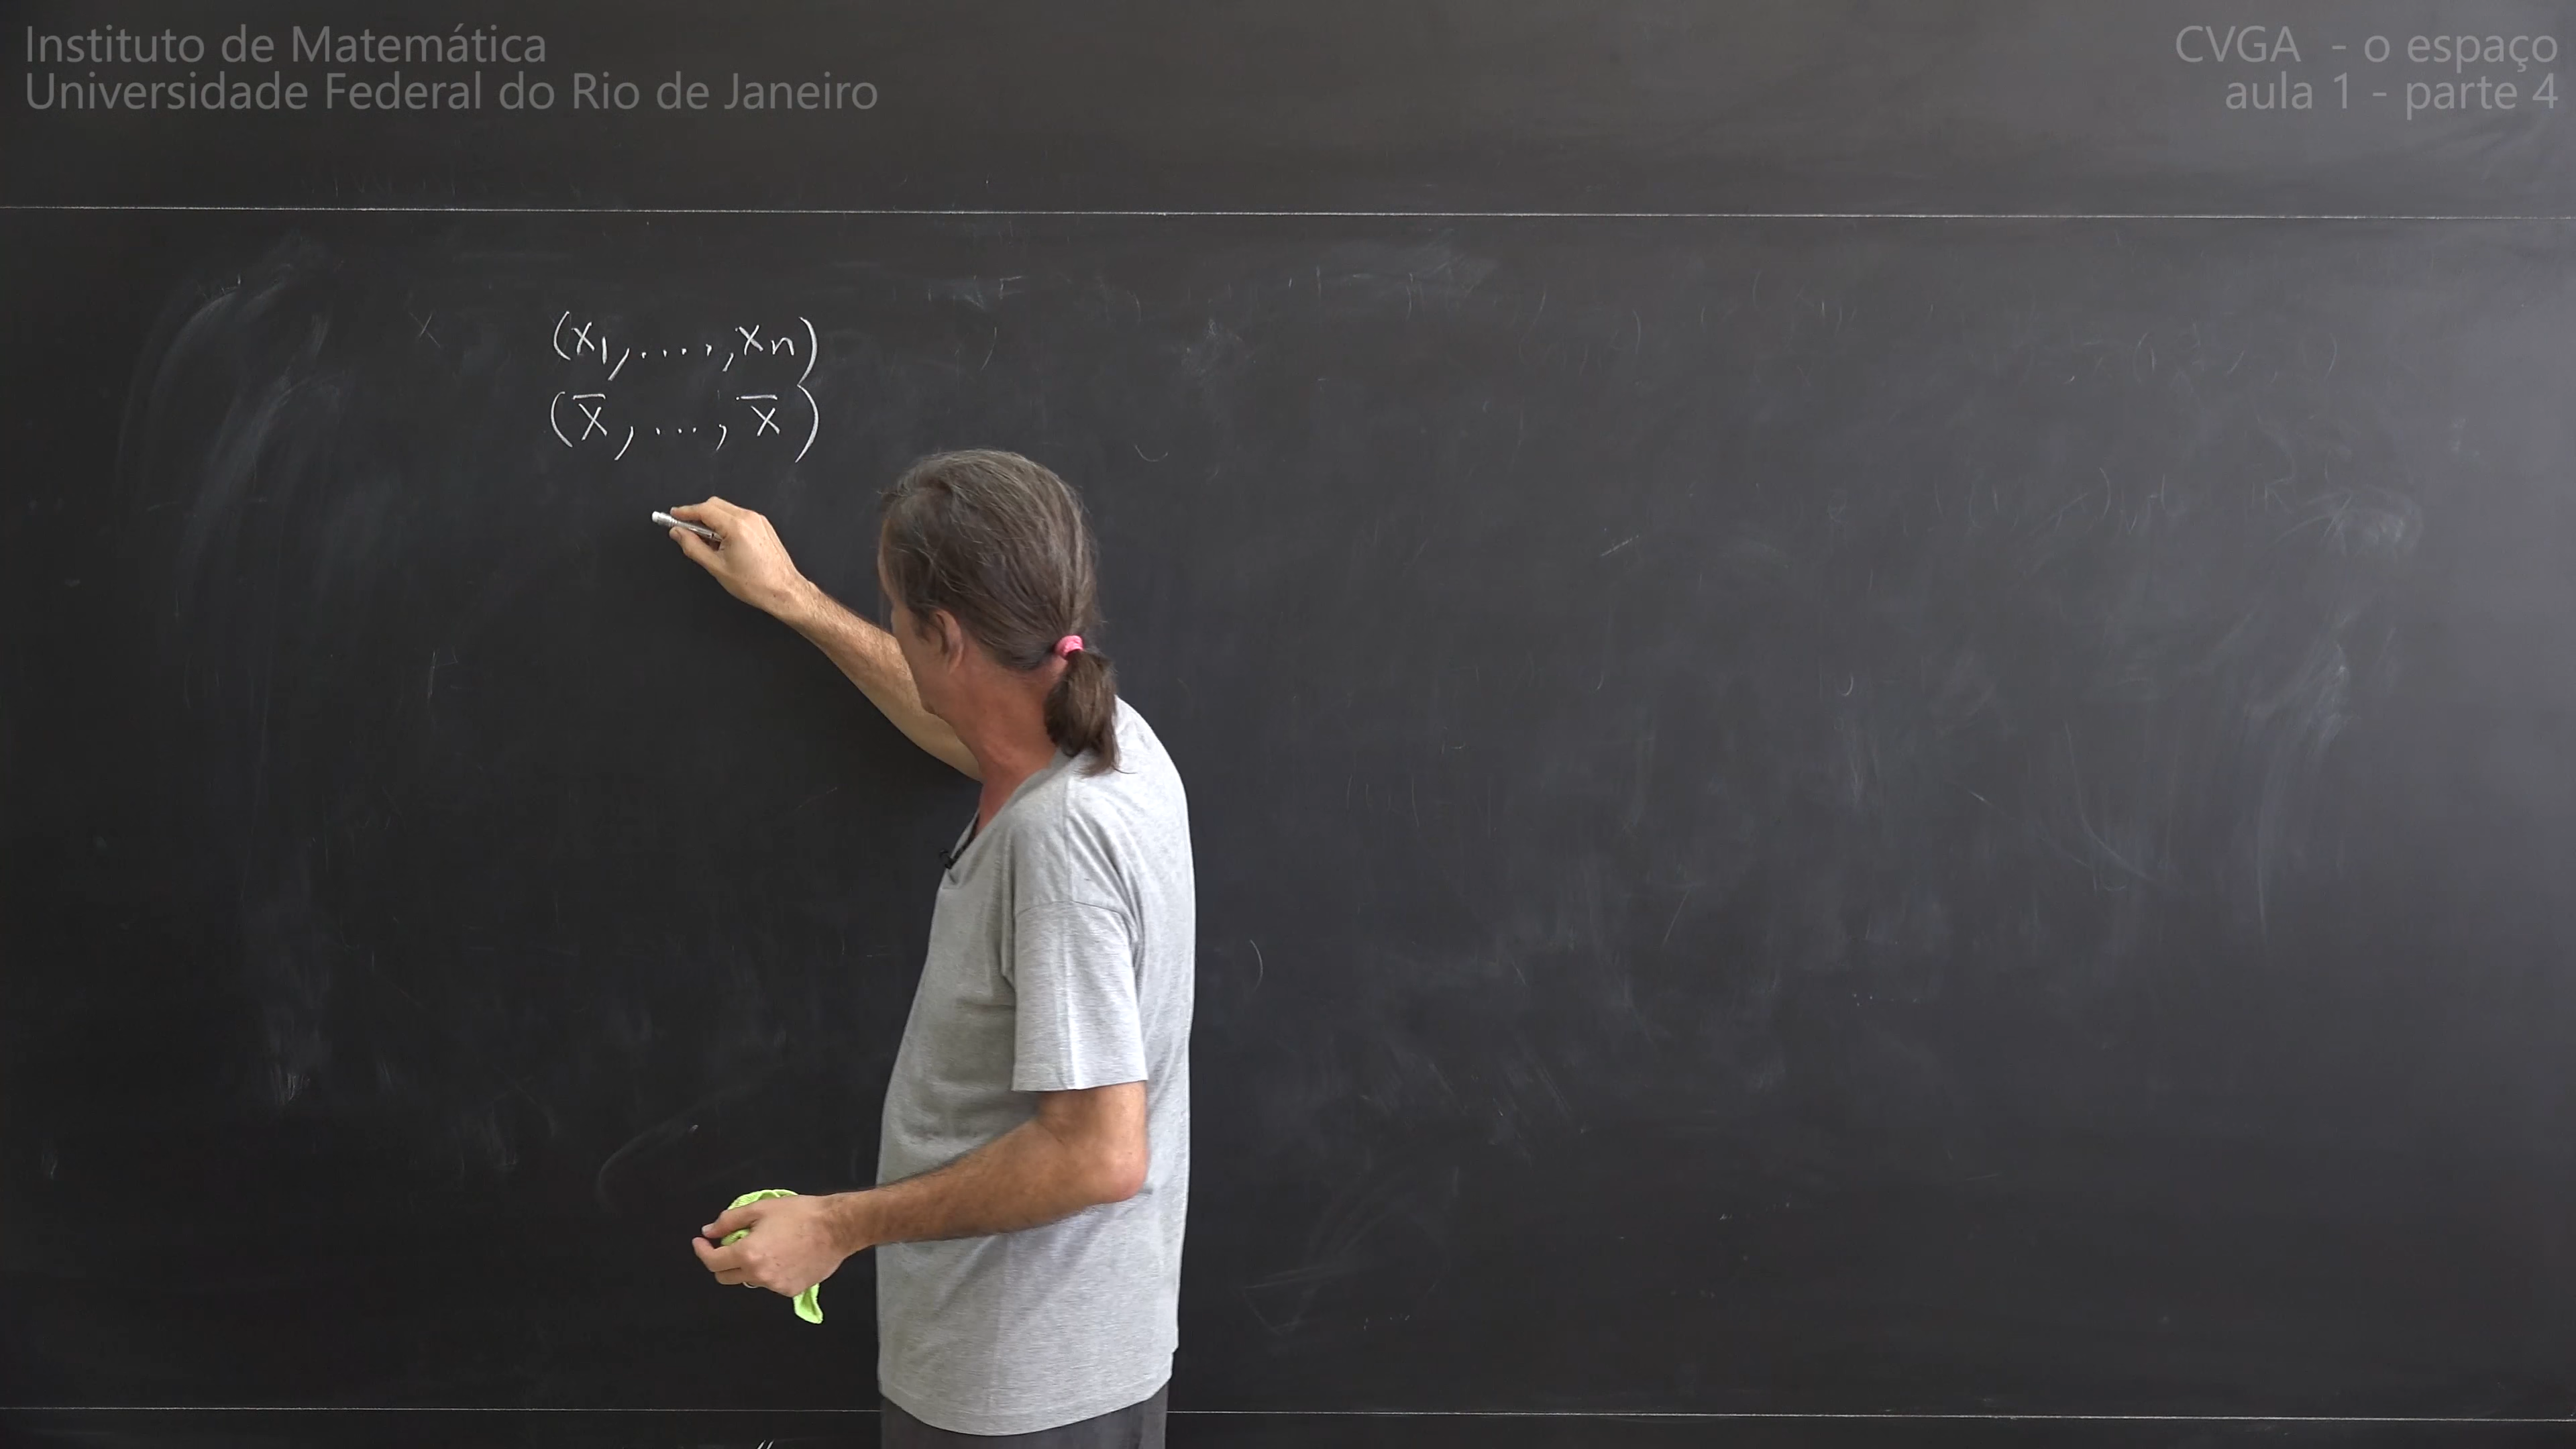 Instituto de Matemática
Universidade Federal do Rio de Janeiro
CVGA - o espaço
aula 1 - parte 4
(x₁, ...., xn)
(x̅, ..., x̅)